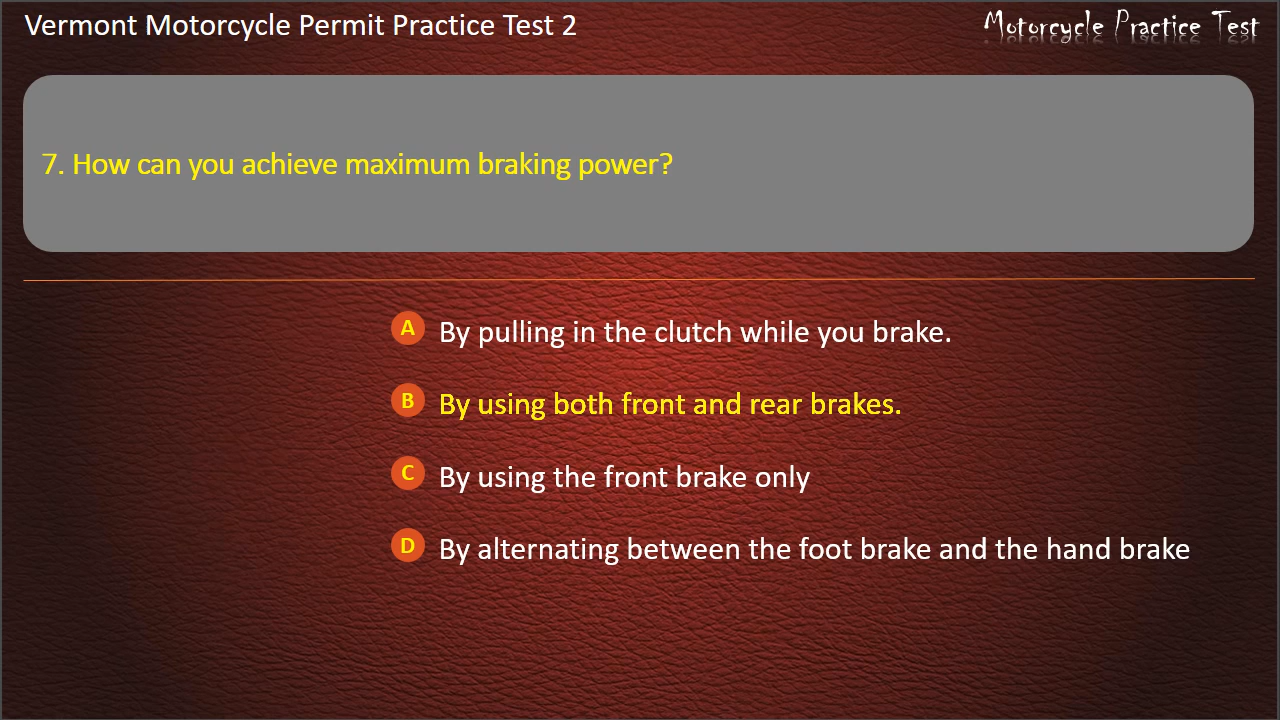 Vermont Motorcycle Permit Practice Test 2
Motorcycle Practice Test
7. How can you achieve maximum braking power?
A By pulling in the clutch while you brake.
B By using both front and rear brakes.
C By using the front brake only
D By alternating between the foot brake and the hand brake